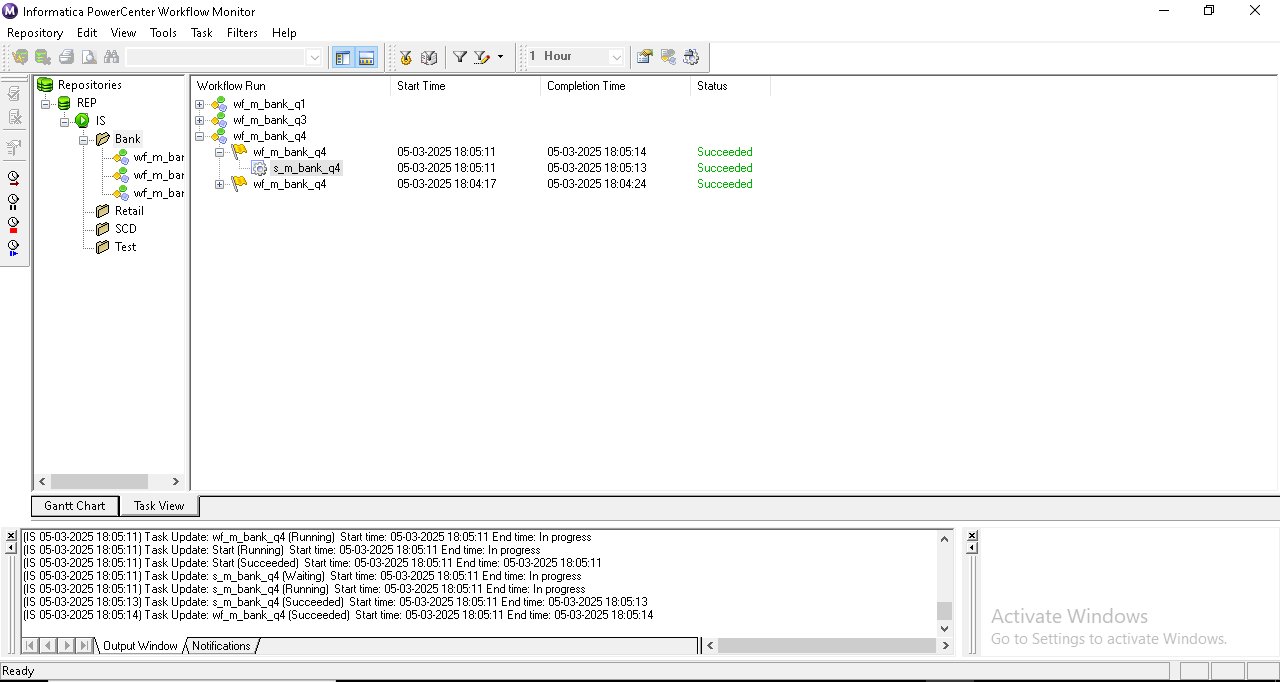 Informatica PowerCenter Workflow Monitor
Repository Edit View Tools Task Filters Help
1 Hour
Repositories
REP
IS
Bank
wf_m_bar
wf_m_bar
wf_m_bar
Retail
SCD
Test
Workflow Run Start Time Completion Time Status
wf_m_bank_q1
wf_m_bank_q3
wf_m_bank_q4
wf_m_bank_q4 05-03-2025 18:05:11 05-03-2025 18:05:14 Succeeded
s_m_bank_q4 05-03-2025 18:05:11 05-03-2025 18:05:13 Succeeded
wf_m_bank_q4 05-03-2025 18:04:17 05-03-2025 18:04:24 Succeeded
Gantt Chart Task View
(IS 05-03-2025 18:05:11) Task Update: wf_m_bank_q4 (Running) Start time: 05-03-2025 18:05:11 End time: In progress
(IS 05-03-2025 18:05:11) Task Update: Start (Running) Start time: 05-03-2025 18:05:11 End time: In progress
(IS 05-03-2025 18:05:11) Task Update: Start (Succeeded) Start time: 05-03-2025 18:05:11 End time: 05-03-2025 18:05:11
(IS 05-03-2025 18:05:11) Task Update: s_m_bank_q4 (Waiting) Start time: 05-03-2025 18:05:11 End time: In progress
(IS 05-03-2025 18:05:11) Task Update: s_m_bank_q4 (Running) Start time: 05-03-2025 18:05:11 End time: In progress
(IS 05-03-2025 18:05:13) Task Update: s_m_bank_q4 (Succeeded) Start time: 05-03-2025 18:05:11 End time: 05-03-2025 18:05:13
(IS 05-03-2025 18:05:14) Task Update: wf_m_bank_q4 (Succeeded) Start time: 05-03-2025 18:05:11 End time: 05-03-2025 18:05:14
Output Window Notifications
Activate Windows
Go to Settings to activate Windows.
Ready